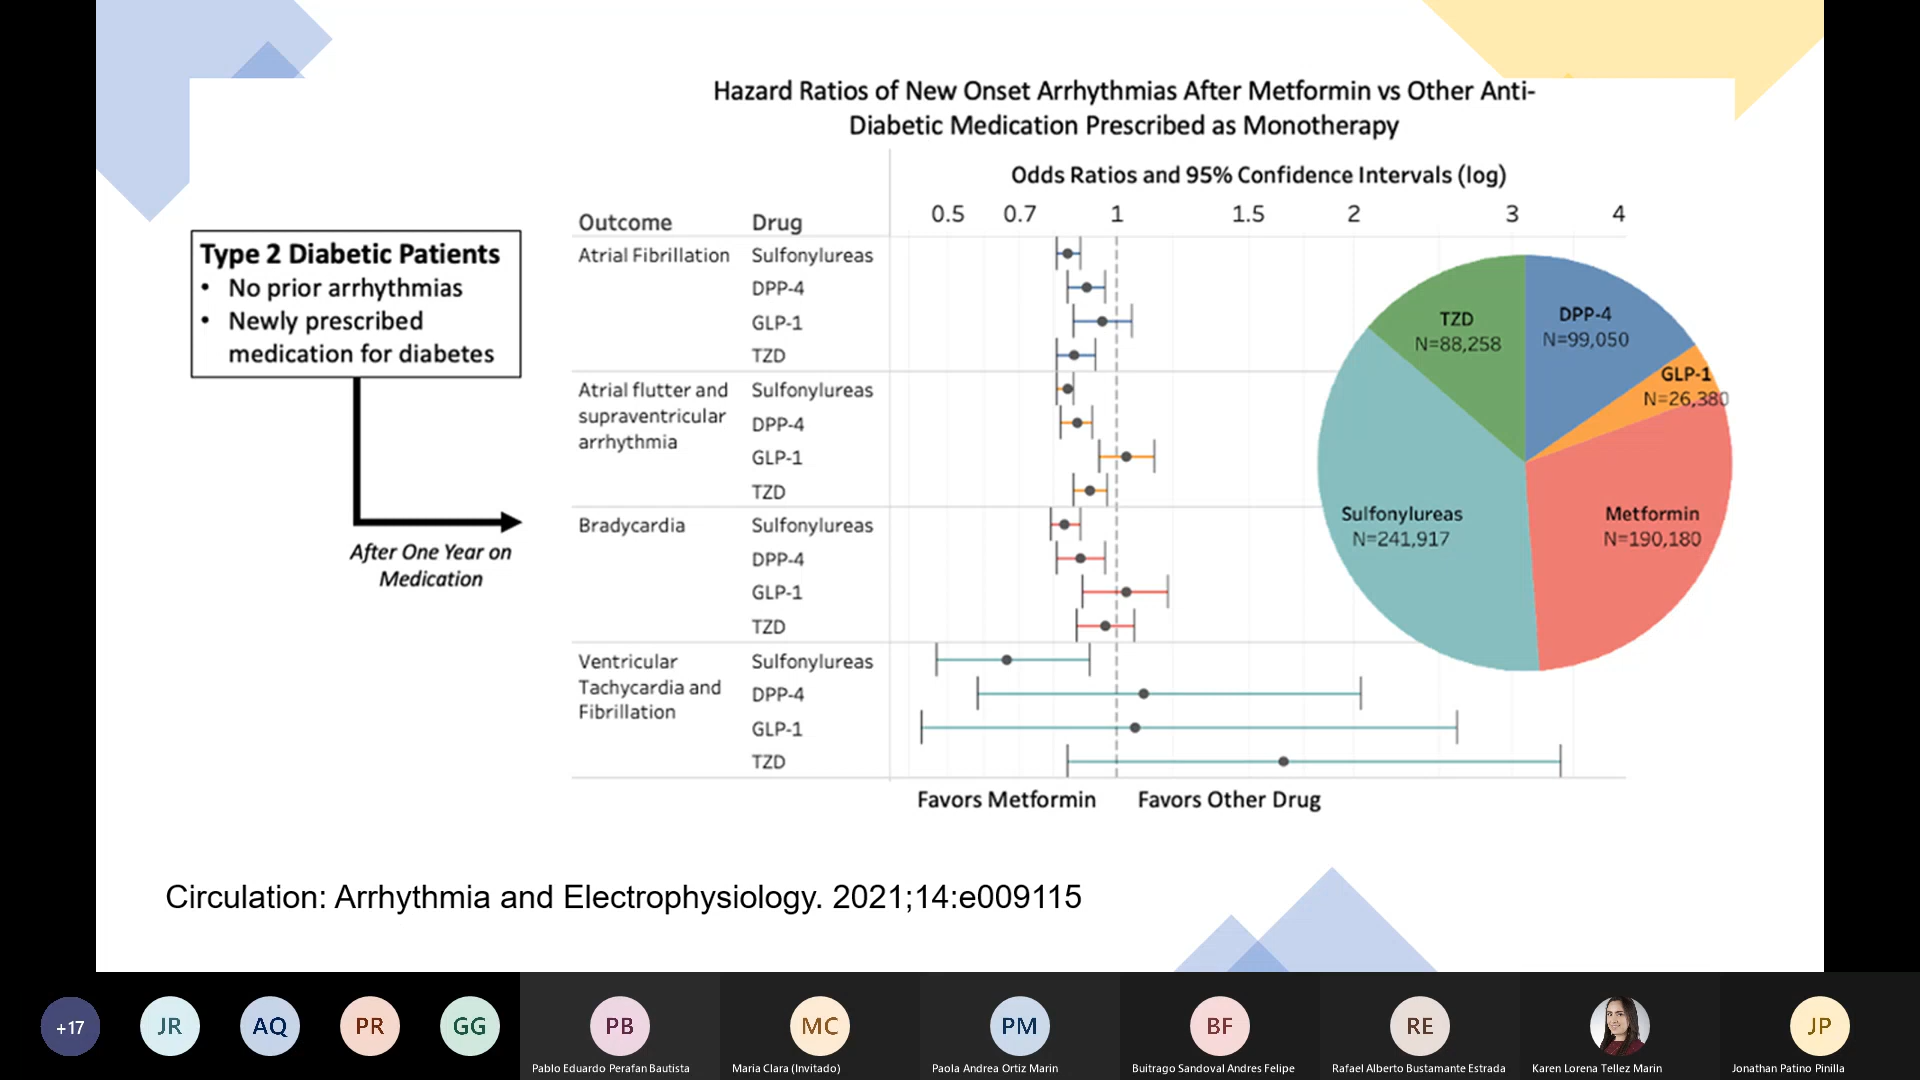 Hazard Ratios of New Onset Arrhythmias After Metformin vs Other Anti-
Diabetic Medication Prescribed as Monotherapy
Type 2 Diabetic Patients
• No prior arrhythmias
• Newly prescribed
medication for diabetes
After One Year on
Medication
Odds Ratios and 95% Confidence Intervals (log)
Outcome Drug 0.5 0.7 1 1.5 2 3 4
Atrial Fibrillation Sulfonylureas
DPP-4
GLP-1
TZD
Atrial flutter and Sulfonylureas
supraventricular DPP-4
arrhythmia
GLP-1
TZD
Bradycardia Sulfonylureas
DPP-4
GLP-1
TZD
Ventricular Sulfonylureas
Tachycardia and DPP-4
Fibrillation
GLP-1
TZD
Favors Metformin Favors Other Drug
TZD
N=88,258
DPP-4
N=99,050
GLP-1
N=26,380
Sulfonylureas
N=241,917
Metformin
N=190,180
Circulation: Arrhythmia and Electrophysiology. 2021;14:e009115
+17
JR
AQ
PR
GG
PB
Pablo Eduardo Perafan Bautista
MC
Maria Clara (Invitado)
PM
Paola Andrea Ortiz Marin
BF
Buitrago Sandoval Andres Felipe
RE
Rafael Alberto Bustamante Estrada
Karen Lorena Tellez Marin
JP
Jonathan Patino Pinilla